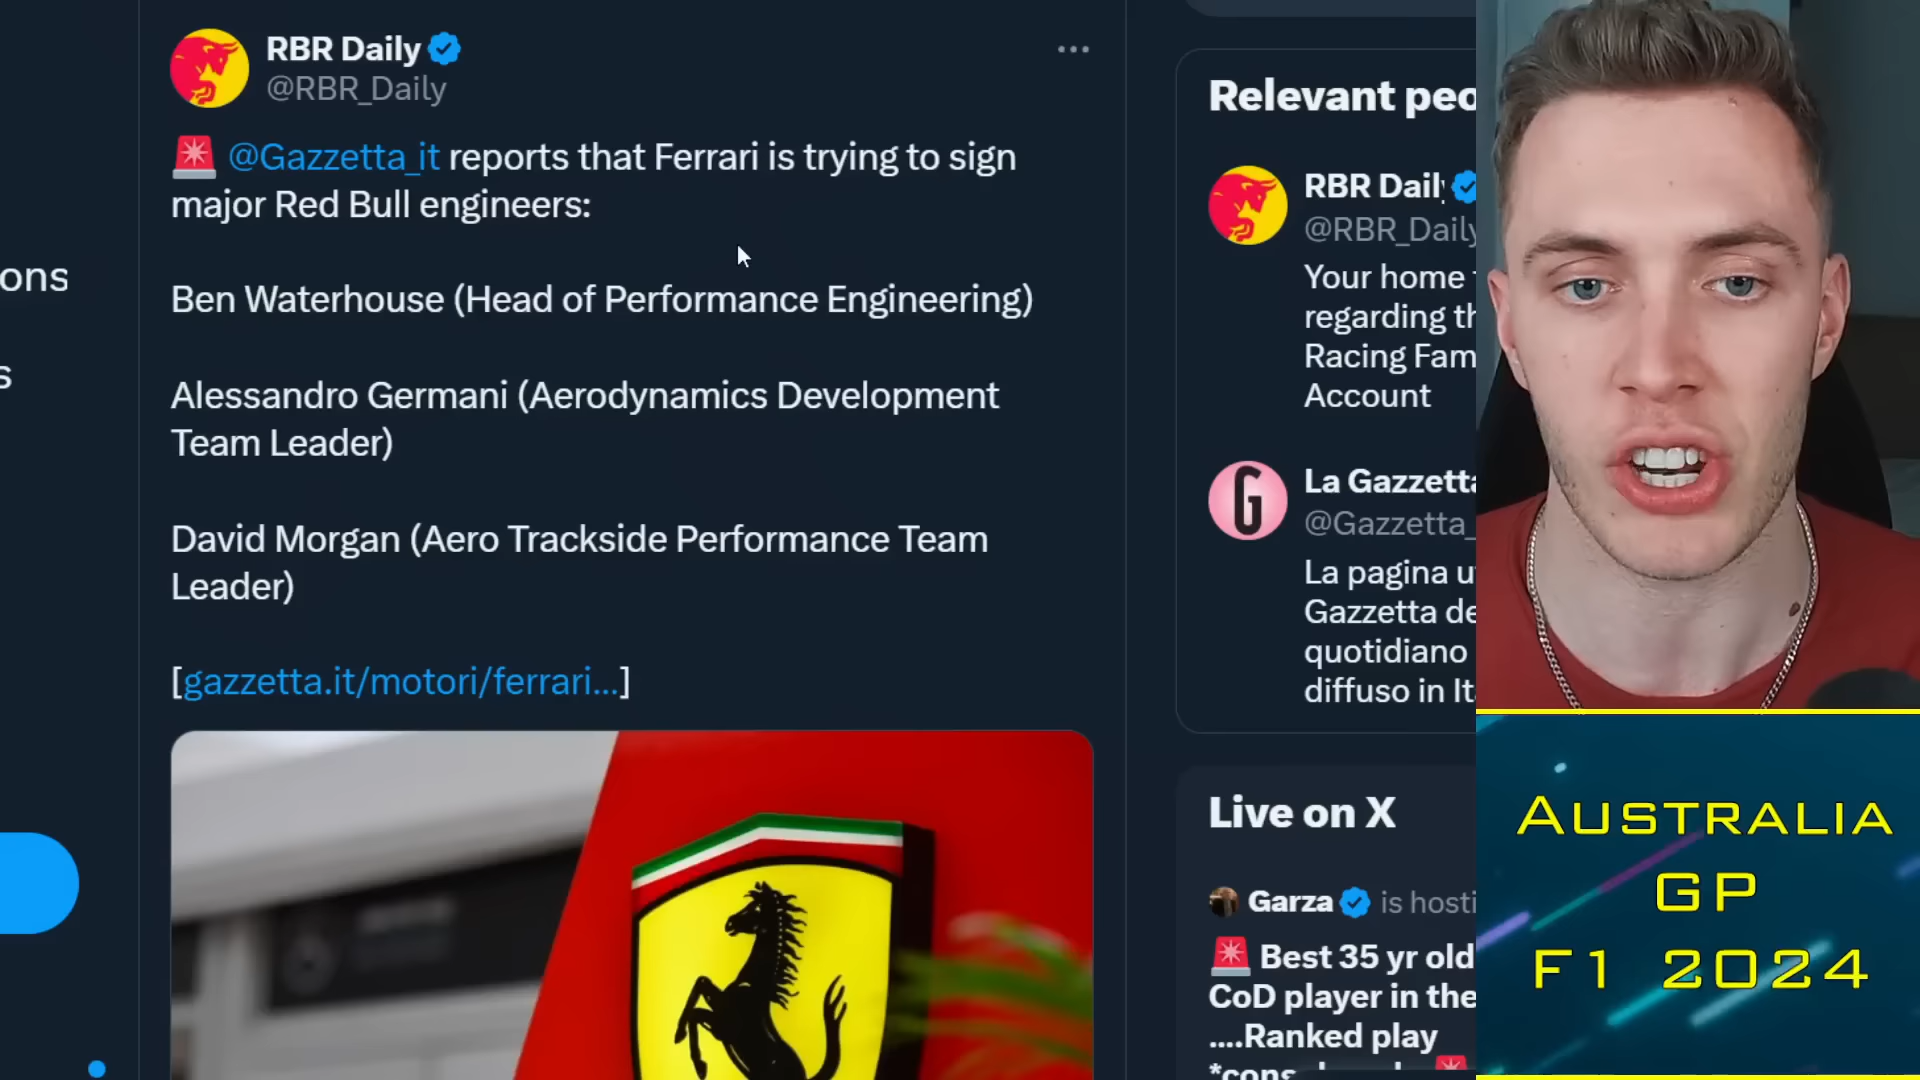 RBR Daily
@RBR_Daily
@Gazzetta_it reports that Ferrari is trying to sign
major Red Bull engineers:
Ben Waterhouse (Head of Performance Engineering)
Alessandro Germani (Aerodynamics Development
Team Leader)
David Morgan (Aero Trackside Performance Team
Leader)
[gazzetta.it/motori/ferrari...]
ons
s
Relevant peo
RBR Daily
@RBR_Daily
Your home
regarding th
Racing Fam
Account
G
La Gazzetta
@Gazzetta_
La pagina u
Gazzetta de
quotidiano
diffuso in It
Live on X
Garza is hosti
Best 35 yr old
CoD player in the
....Ranked play
AUSTRALIA
GP
F1 2024